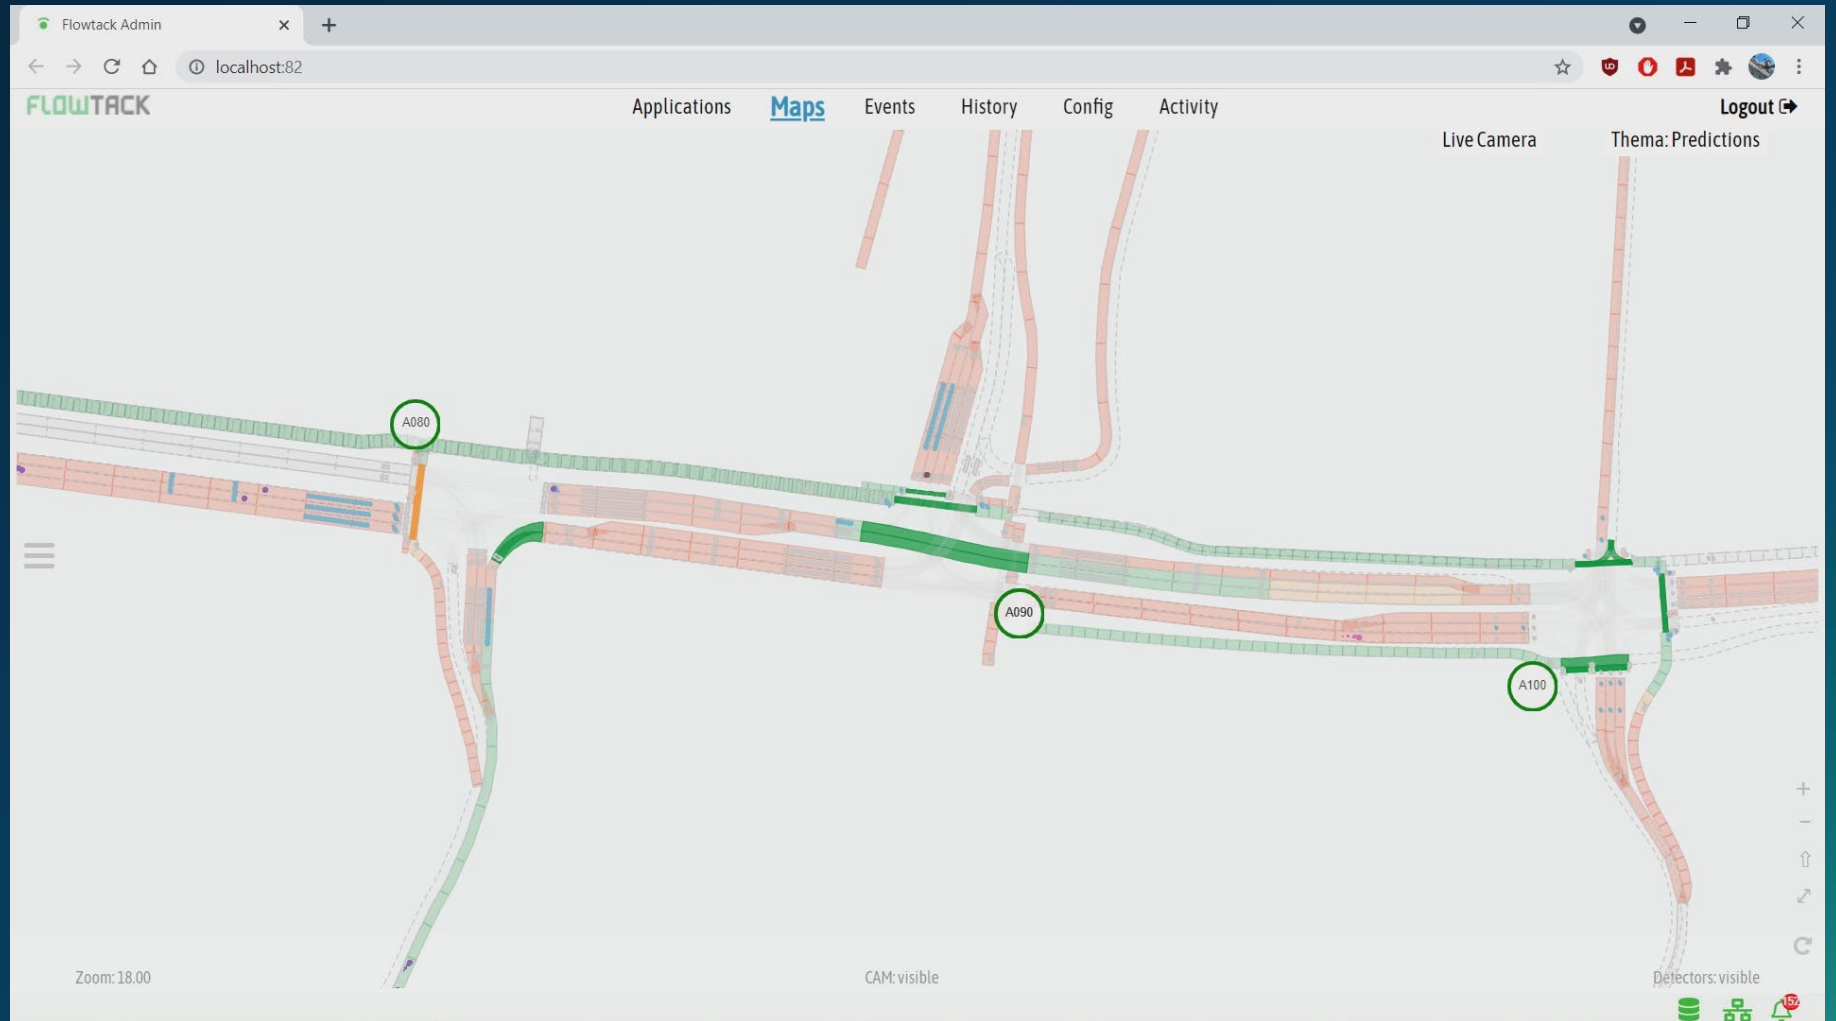 Flowtack Admin
localhost:82
FLOWTACK
Applications Maps Events History Config Activity Logout
Live Camera Thema: Predictions
A080
A090
A100
Zoom: 18.00 CAM: visible Detectors: visible
152